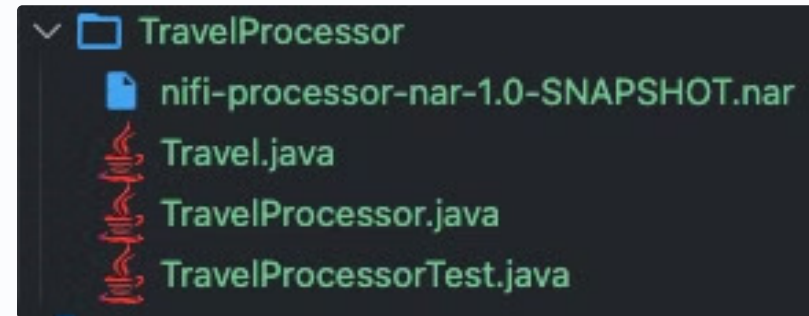 TravelProcessor
nifi-processor-nar-1.0-SNAPSHOT.nar
Travel.java
TravelProcessor.java
TravelProcessorTest.java